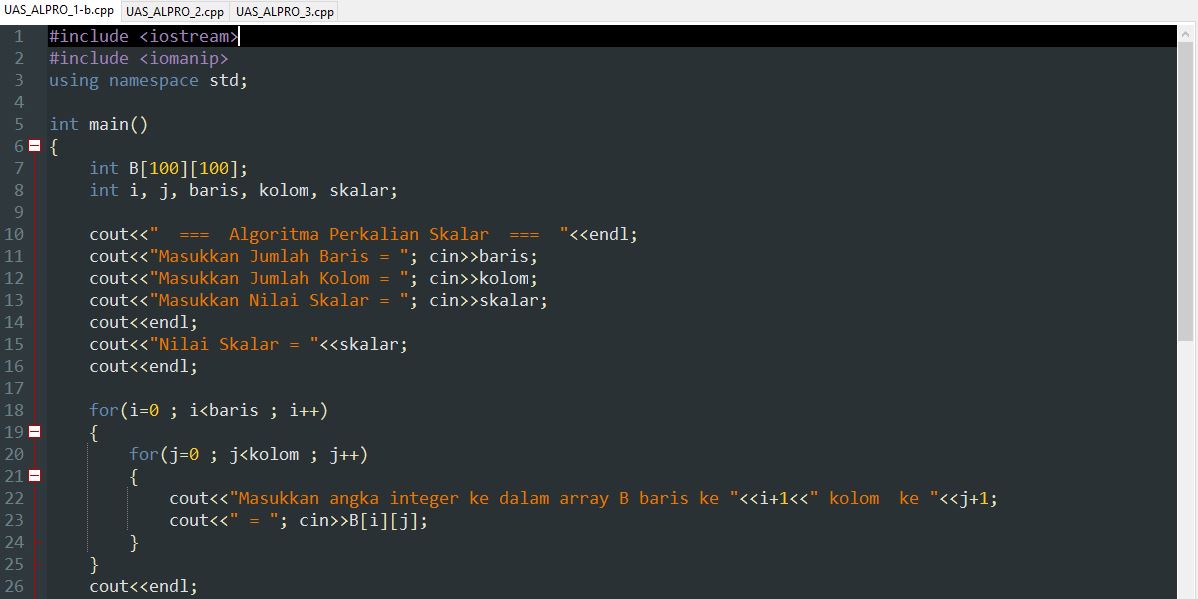 UAS_ALPRO_1-b.cpp UAS_ALPRO_2.cpp UAS_ALPRO_3.cpp
1 #include <iostream>
2 #include <iomanip>
3 using namespace std;
4
5 int main()
6 {
7     int B[100][100];
8     int i, j, baris, kolom, skalar;
9
10     cout<<"  ===  Algoritma Perkalian Skalar  ===  "<<endl;
11     cout<<"Masukkan Jumlah Baris = "; cin>>baris;
12     cout<<"Masukkan Jumlah Kolom = "; cin>>kolom;
13     cout<<"Masukkan Nilai Skalar = "; cin>>skalar;
14     cout<<endl;
15     cout<<"Nilai Skalar = "<<skalar;
16     cout<<endl;
17
18     for(i=0 ; i<baris ; i++)
19     {
20         for(j=0 ; j<kolom ; j++)
21         {
22             cout<<"Masukkan angka integer ke dalam array B baris ke "<<i+1<<" kolom  ke "<<j+1;
23             cout<<" = "; cin>>B[i][j];
24         }
25     }
26     cout<<endl;